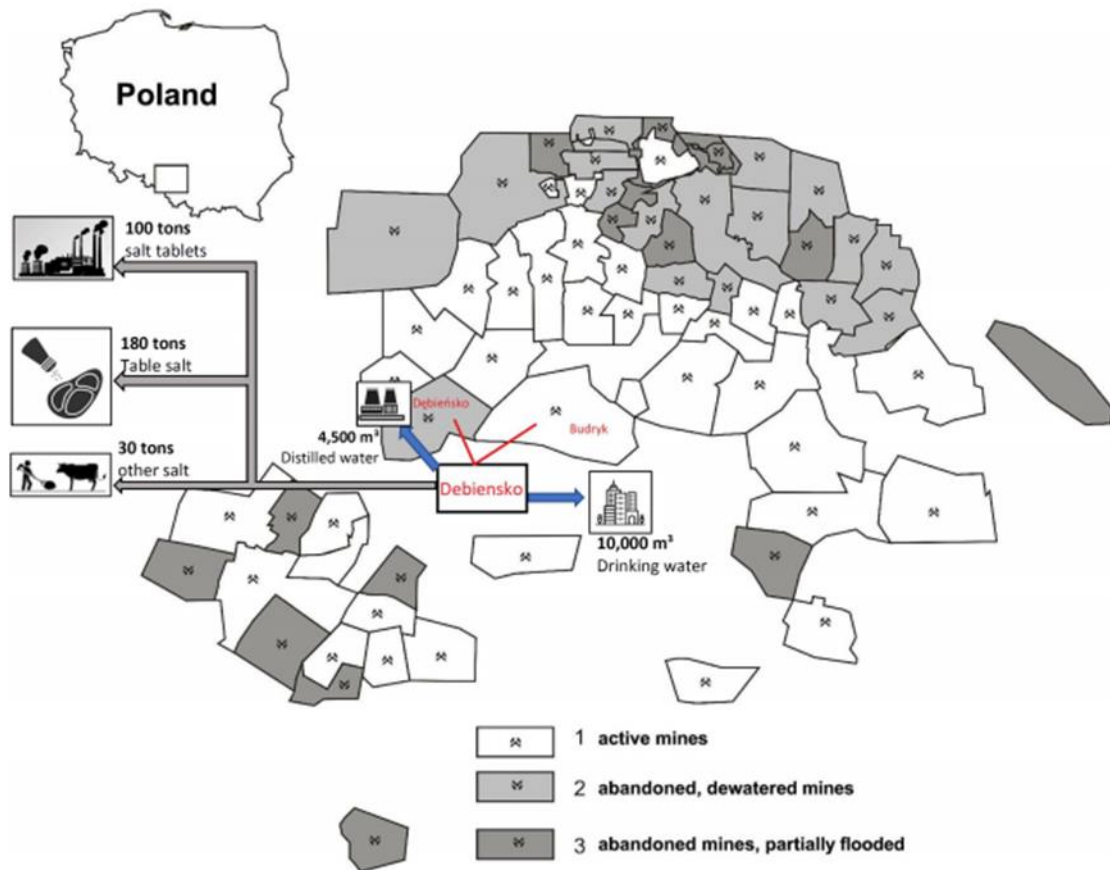 Poland
100 tons
salt tablets
180 tons
Table salt
30 tons
other salt
Dębieńsko
Budryk
4,500 m³
Distilled water
Debiensko
10,000 m³
Drinking water
1 active mines
2 abandoned, dewatered mines
3 abandoned mines, partially flooded